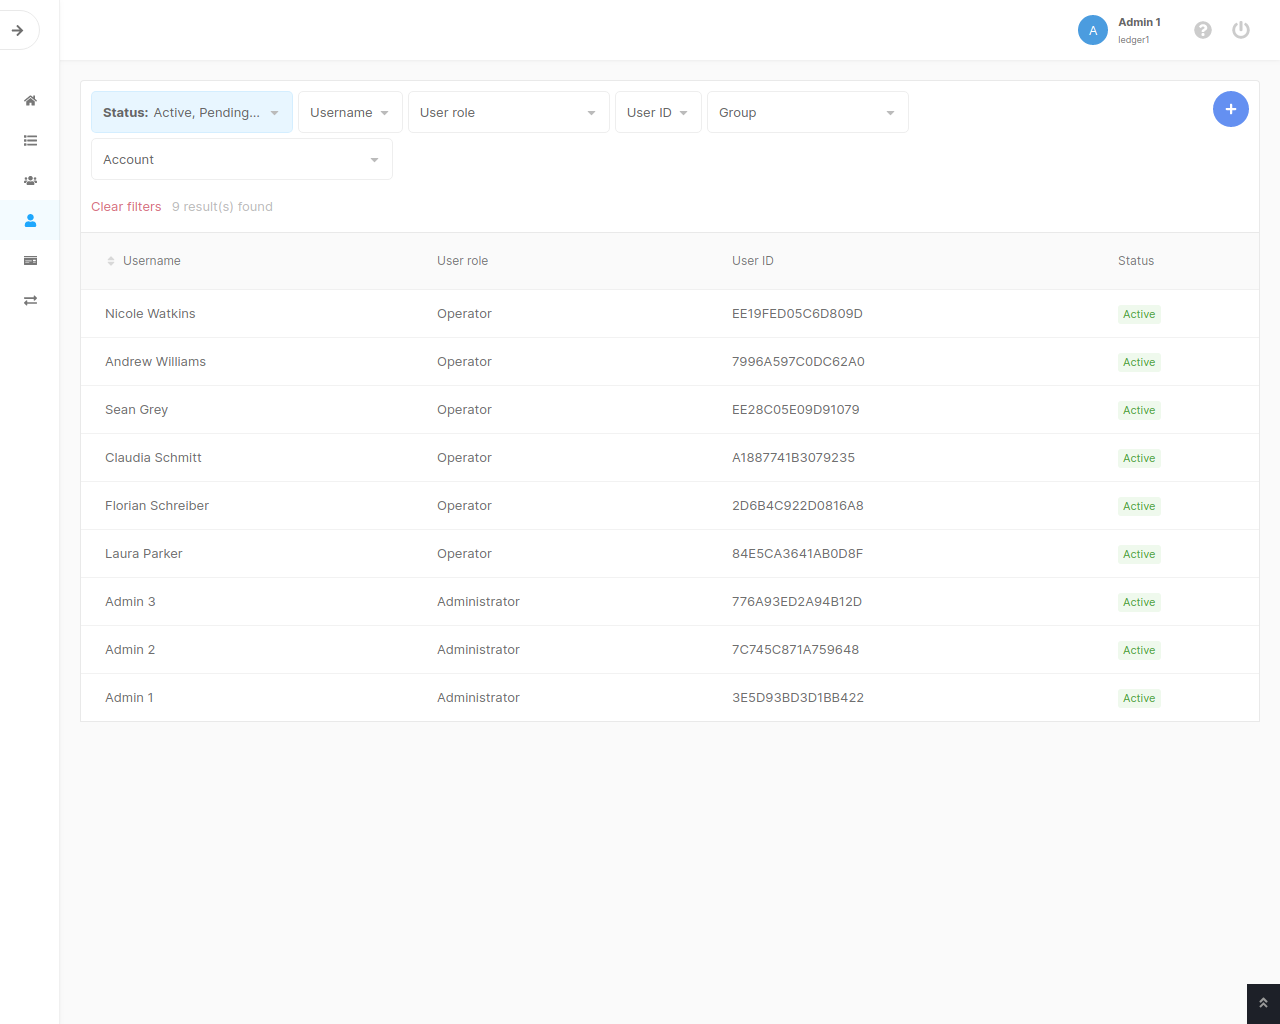 A
Admin 1
ledger1
Status: Active, Pending...
Username
User role
User ID
Group
Account
Clear filters
9 result(s) found
Username
User role
User ID
Status
Nicole Watkins
Operator
EE19FED05C6D809D
Active
Andrew Williams
Operator
7996A597C0DC62A0
Active
Sean Grey
Operator
EE28C05E09D91079
Active
Claudia Schmitt
Operator
A1887741B3079235
Active
Florian Schreiber
Operator
2D6B4C922D0816A8
Active
Laura Parker
Operator
84E5CA3641AB0D8F
Active
Admin 3
Administrator
776A93ED2A94B12D
Active
Admin 2
Administrator
7C745C871A759648
Active
Admin 1
Administrator
3E5D93BD3D1BB422
Active